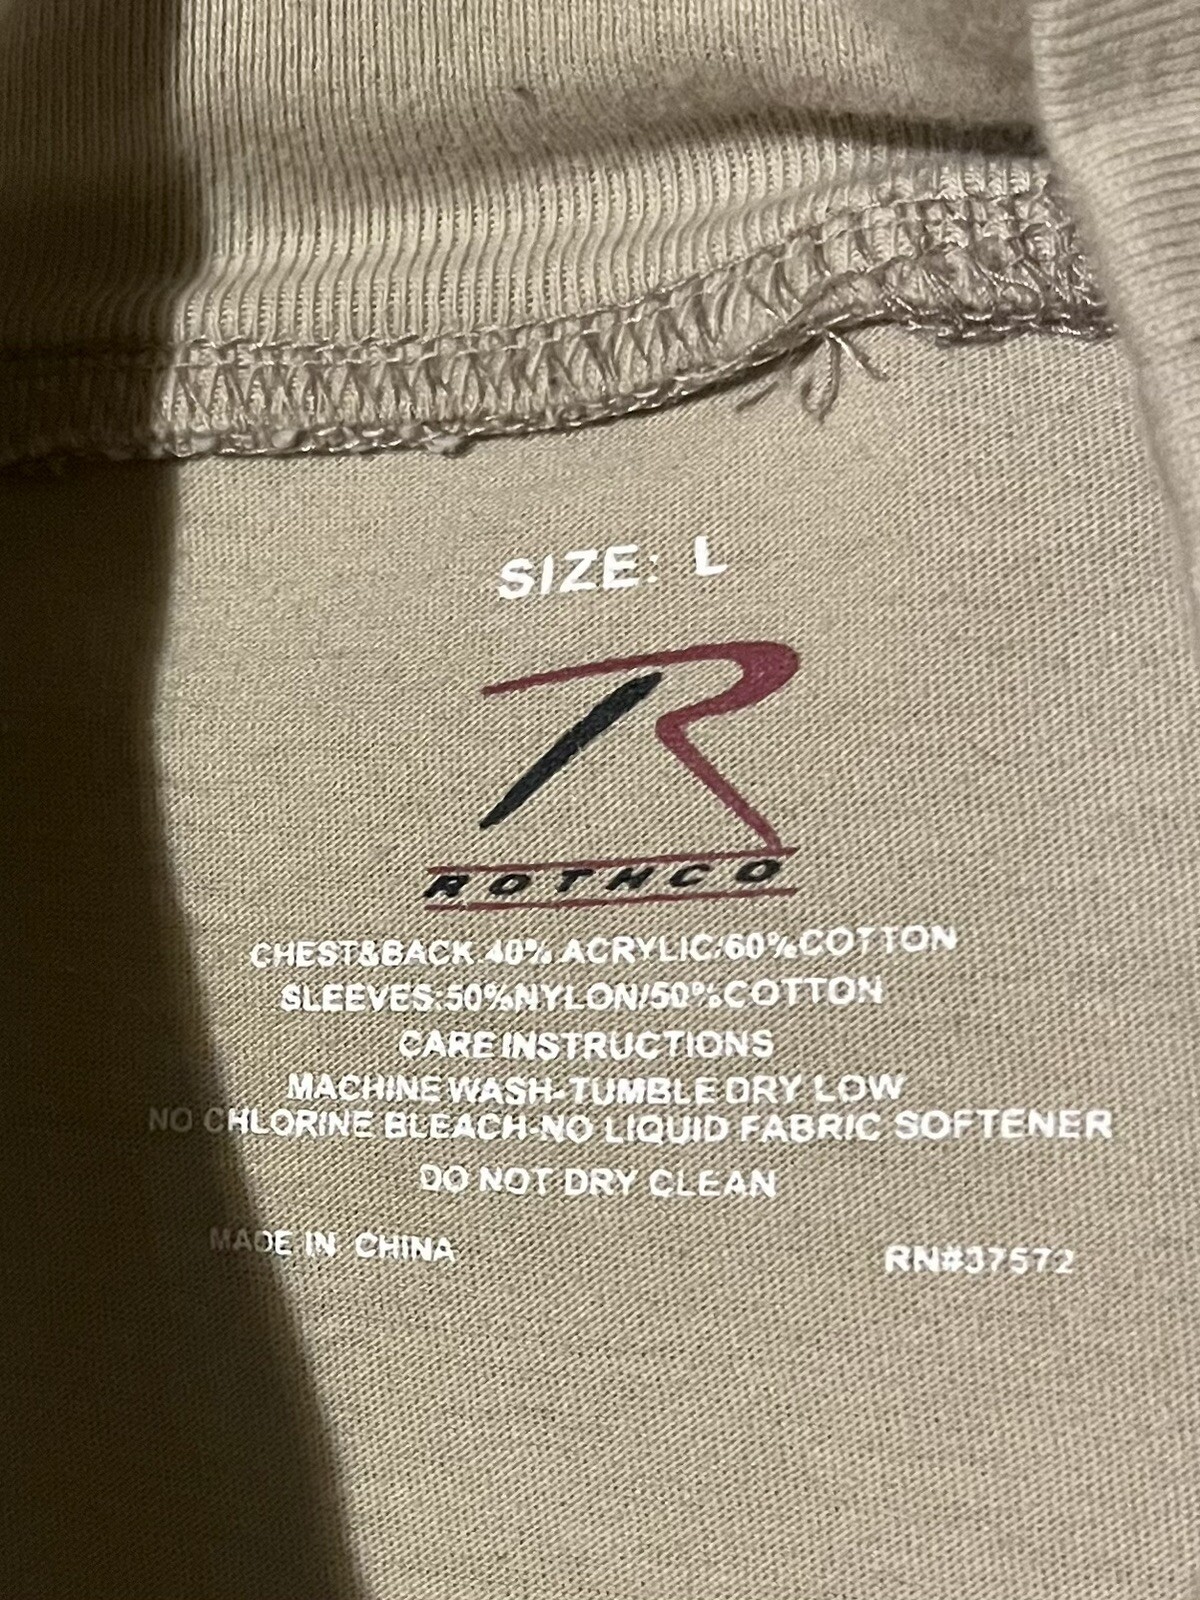 SIZE: L
R
ROTHCO
CHEST&BACK.40% ACRYLIC/60%COTTON
SLEEVES:50%NYLON/50%COTTON
CARE INSTRUCTIONS
MACHINE WASH-TUMBLE DRY LOW
NO CHLORINE BLEACH-NO LIQUID FABRIC SOFTENER
DO NOT DRY CLEAN
MADE IN CHINA
RN#37572